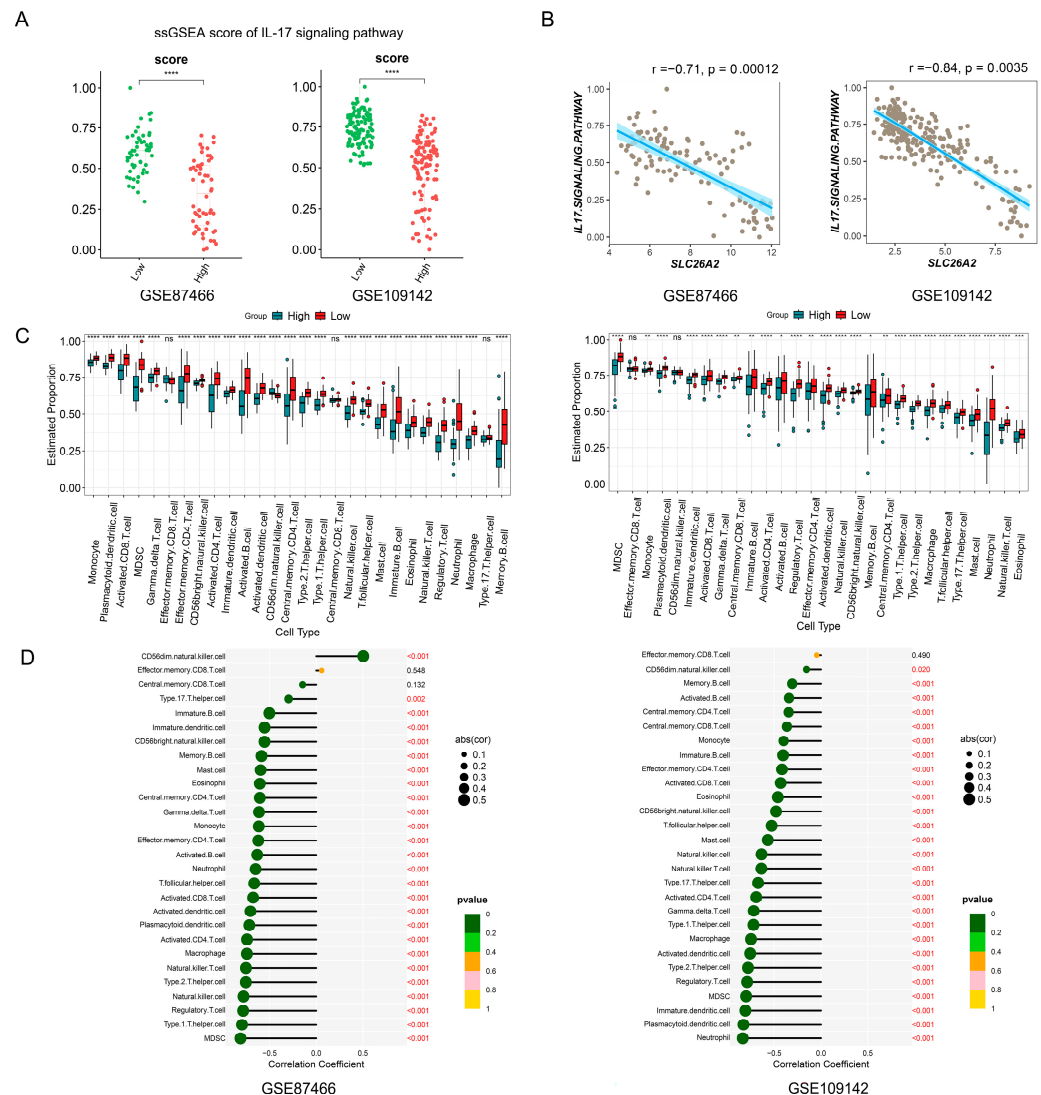 A
B
ssGSEA score of IL-17 signaling pathway
score
score
****
****
1.00
0.75
0.50
0.25
0.00
1.00
0.75
0.50
0.25
0.00
Low
High
Low
High
GSE87466
GSE109142
r =−0.71, p = 0.00012
r =−0.84, p = 0.0035
IL17.SIGNALING.PATHWAY
1.00
0.75
0.50
0.25
0.00
4 6 8 10 12
SLC26A2
IL17.SIGNALING.PATHWAY
1.00
0.75
0.50
0.25
0.00
2.5 5.0 7.5
SLC26A2
GSE87466
GSE109142
C
Group High Low
Group High Low
Estimated Proportion
1.00
0.75
0.50
0.25
0.00
ns
ns
ns
Monocyte
Plasmacytoid.dendritic.cell
Activated.CD8.T.cell
MDSC
Gamma.delta.T.cell
Effector.memory.CD8.T.cell
Effector.memory.CD4.T.cell
CD56bright.natural.killer.cell
Activated.CD4.T.cell
Immature.dendritic.cell
Activated.B.cell
Activated.dendritic.cell
CD56dim.natural.killer.cell
Central.memory.CD4.T.cell
Type.2.T.helper.cell
Type.1.T.helper.cell
Central.memory.CD8.T.cell
Natural.killer.cell
T.follicular.helper.cell
Mast.cell
Immature.B.cell
Eosinophil
Natural.killer.T.cell
Regulatory.T.cell
Neutrophil
Macrophage
Type.17.T.helper.cell
Memory.B.cell
Cell Type
Estimated Proportion
1.00
0.75
0.50
0.25
0.00
ns
MDSC
Effector.memory.CD8.T.cell
Monocyte
Plasmacytoid.dendritic.cell
CD56dim.natural.killer.cell
Immature.dendritic.cell
Activated.CD8.T.cell
Gamma.delta.T.cell
Central.memory.CD8.T.cell
Immature.B.cell
Activated.CD4.T.cell
Activated.B.cell
Regulatory.T.cell
Effector.memory.CD4.T.cell
Activated.dendritic.cell
Natural.killer.cell
CD56bright.natural.killer.cell
Memory.B.cell
Central.memory.CD4.T.cell
Type.1.T.helper.cell
Type.2.T.helper.cell
Macrophage
T.follicular.helper.cell
Type.17.T.helper.cell
Mast.cell
Neutrophil
Natural.killer.T.cell
Eosinophil
Cell Type
D
CD56dim.natural.killer.cell <0.001
Effector.memory.CD8.T.cell 0.548
Central.memory.CD8.T.cell 0.132
Type.17.T.helper.cell 0.002
Immature.B.cell <0.001
Immature.dendritic.cell <0.001
CD56bright.natural.killer.cell <0.001
Memory.B.cell <0.001
Mast.cell <0.001
Eosinophil <0.001
Central.memory.CD4.T.cell <0.001
Gamma.delta.T.cell <0.001
Monocyte <0.001
Effector.memory.CD4.T.cell <0.001
Activated.B.cell <0.001
Neutrophil <0.001
T.follicular.helper.cell <0.001
Activated.CD8.T.cell <0.001
Activated.dendritic.cell <0.001
Plasmacytoid.dendritic.cell <0.001
Activated.CD4.T.cell <0.001
Macrophage <0.001
Natural.killer.T.cell <0.001
Type.2.T.helper.cell <0.001
Natural.killer.cell <0.001
Regulatory.T.cell <0.001
Type.1.T.helper.cell <0.001
MDSC <0.001
−0.5 0.0 0.5
Correlation Coefficient
GSE87466
abs(cor)
0.1
0.2
0.3
0.4
0.5
pvalue
0
0.2
0.4
0.6
0.8
1
Effector.memory.CD8.T.cell 0.490
CD56dim.natural.killer.cell 0.020
Memory.B.cell <0.001
Activated.B.cell <0.001
Central.memory.CD4.T.cell <0.001
Central.memory.CD8.T.cell <0.001
Monocyte <0.001
Immature.B.cell <0.001
Effector.memory.CD4.T.cell <0.001
Activated.CD8.T.cell <0.001
Eosinophil <0.001
CD56bright.natural.killer.cell <0.001
T.follicular.helper.cell <0.001
Mast.cell <0.001
Natural.killer.cell <0.001
Natural.killer.T.cell <0.001
Type.17.T.helper.cell <0.001
Activated.CD4.T.cell <0.001
Gamma.delta.T.cell <0.001
Type.1.T.helper.cell <0.001
Macrophage <0.001
Activated.dendritic.cell <0.001
Type.2.T.helper.cell <0.001
Regulatory.T.cell <0.001
MDSC <0.001
Immature.dendritic.cell <0.001
Plasmacytoid.dendritic.cell <0.001
Neutrophil <0.001
−0.5 0.0 0.5
Correlation Coefficient
GSE109142
abs(cor)
0.1
0.2
0.3
0.4
0.5
pvalue
0
0.2
0.4
0.6
0.8
1